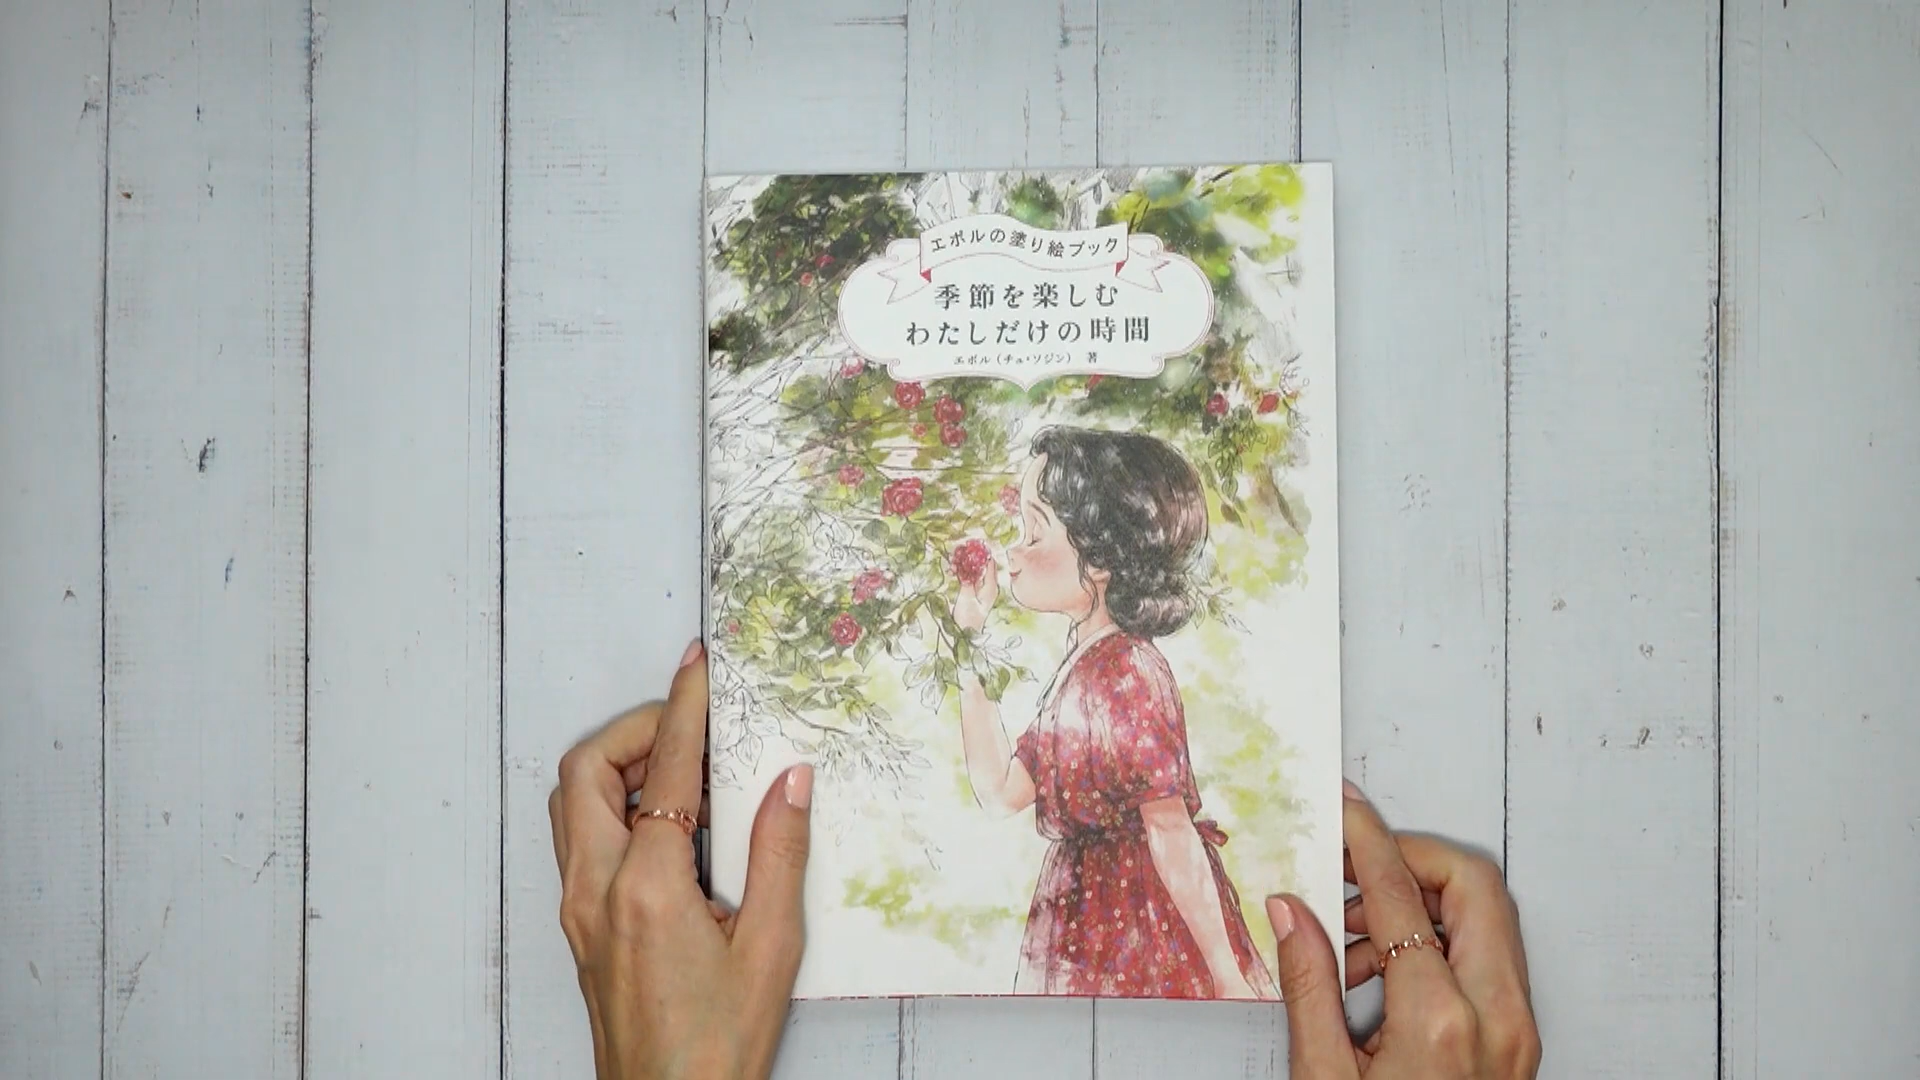 エポルの塗り絵ブック
季節を楽しむ
わたしだけの時間
エポル（チュ・ソジン） 著